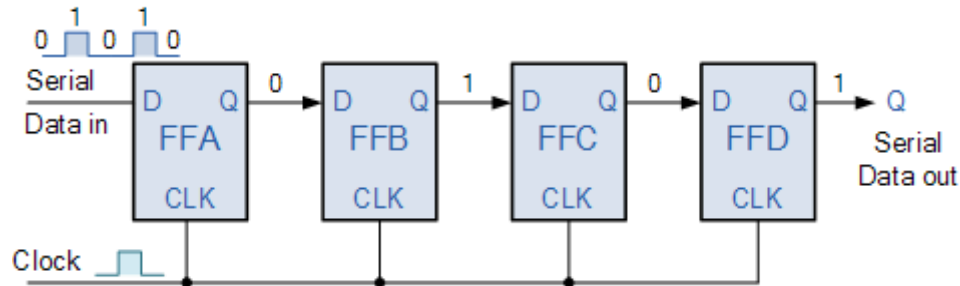 1 1
0 0 0
Serial
Data in
0 1 0 1
D Q D Q D Q D Q Q
FFA FFB FFC FFD
Serial
Data out
CLK CLK CLK CLK
Clock